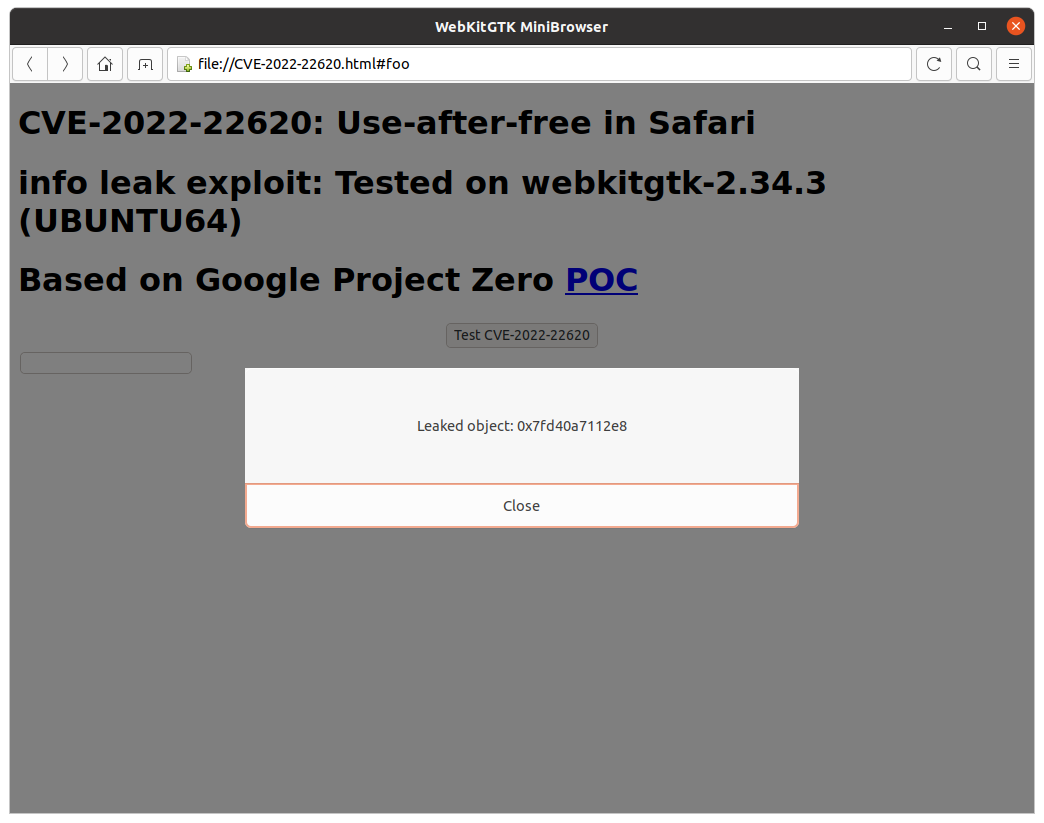 WebKitGTK MiniBrowser
file://CVE-2022-22620.html#foo
CVE-2022-22620: Use-after-free in Safari
info leak exploit: Tested on webkitgtk-2.34.3
(UBUNTU64)
Based on Google Project Zero POC
Test CVE-2022-22620
Leaked object: 0x7fd40a7112e8
Close